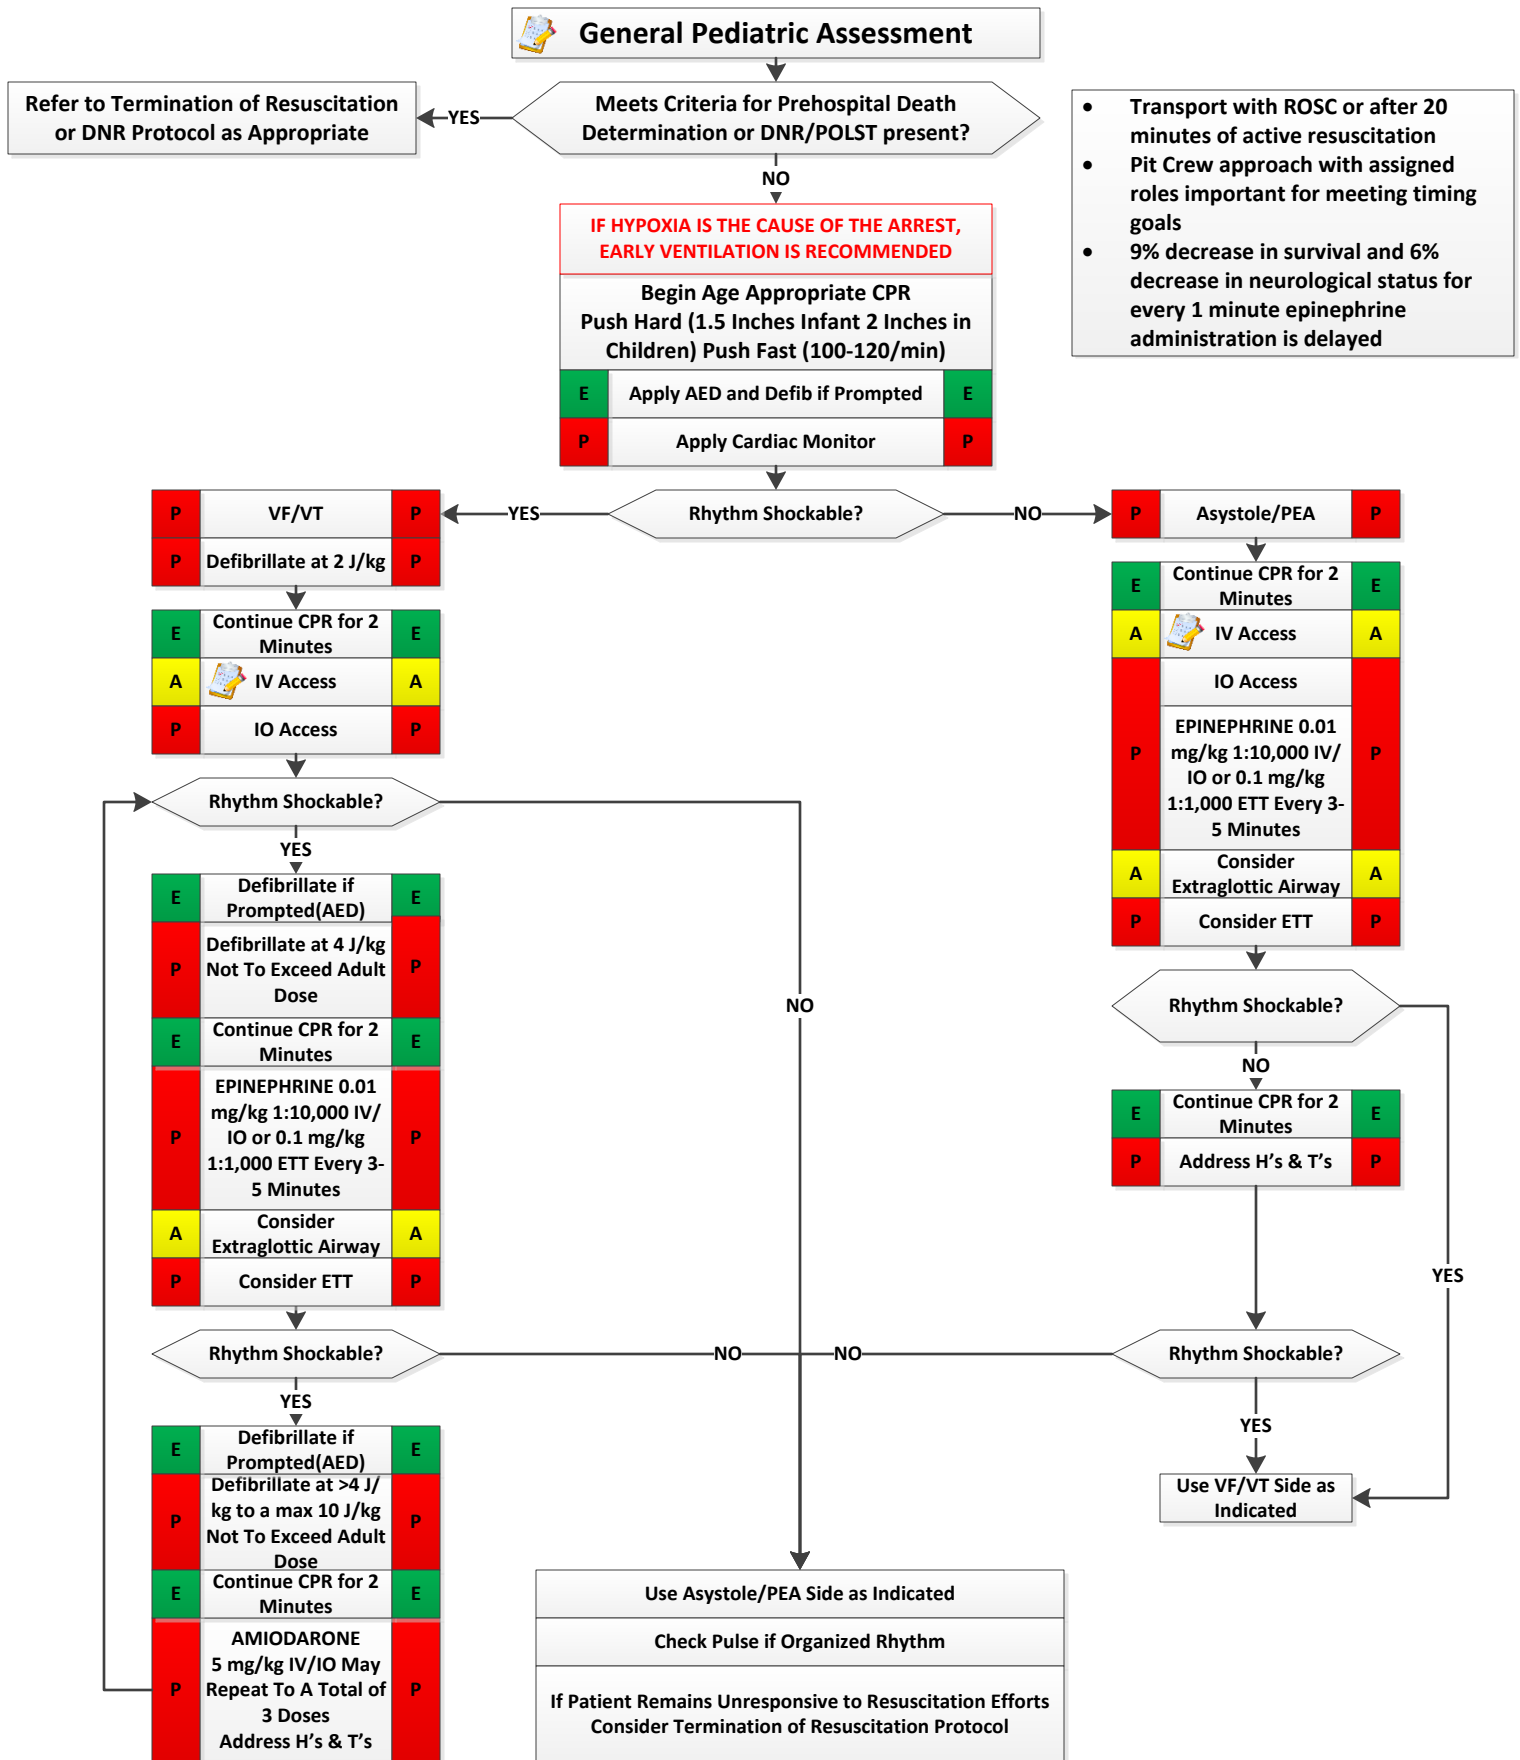 General Pediatric Assessment
Refer to Termination of Resuscitation
or DNR Protocol as Appropriate
YES
Meets Criteria for Prehospital Death
Determination or DNR/POLST present?
• Transport with ROSC or after 20
minutes of active resuscitation
• Pit Crew approach with assigned
roles important for meeting timing
goals
• 9% decrease in survival and 6%
decrease in neurological status for
every 1 minute epinephrine
administration is delayed
NO
IF HYPOXIA IS THE CAUSE OF THE ARREST,
EARLY VENTILATION IS RECOMMENDED
Begin Age Appropriate CPR
Push Hard (1.5 Inches Infant 2 Inches in
Children) Push Fast (100-120/min)
E Apply AED and Defib if Prompted E
P Apply Cardiac Monitor P
Rhythm Shockable?
YES
P VF/VT P
P Defibrillate at 2 J/kg P
E Continue CPR for 2 E
Minutes
A IV Access A
P IO Access P
Rhythm Shockable?
YES
E Defibrillate if E
Prompted(AED)
Defibrillate at 4 J/kg
P Not To Exceed Adult P
Dose
E Continue CPR for 2 E
Minutes
EPINEPHRINE 0.01
mg/kg 1:10,000 IV/
P IO or 0.1 mg/kg P
1:1,000 ETT Every 3-
5 Minutes
A Consider A
Extraglottic Airway
P Consider ETT P
Rhythm Shockable?
YES
E Defibrillate if E
Prompted(AED)
Defibrillate at >4 J/
kg to a max 10 J/kg
P Not To Exceed Adult P
Dose
E Continue CPR for 2 E
Minutes
AMIODARONE
5 mg/kg IV/IO May
P Repeat To A Total of P
3 Doses
Address H's & T's
NO
NO
NO
Use Asystole/PEA Side as Indicated
Check Pulse if Organized Rhythm
If Patient Remains Unresponsive to Resuscitation Efforts
Consider Termination of Resuscitation Protocol
NO
P Asystole/PEA P
E Continue CPR for 2 E
Minutes
A IV Access A
IO Access
EPINEPHRINE 0.01
P mg/kg 1:10,000 IV/ P
IO or 0.1 mg/kg
1:1,000 ETT Every 3-
5 Minutes
A Consider A
Extraglottic Airway
P Consider ETT P
Rhythm Shockable?
NO
E Continue CPR for 2 E
Minutes
P Address H's & T's P
YES
Rhythm Shockable?
YES
Use VF/VT Side as
Indicated